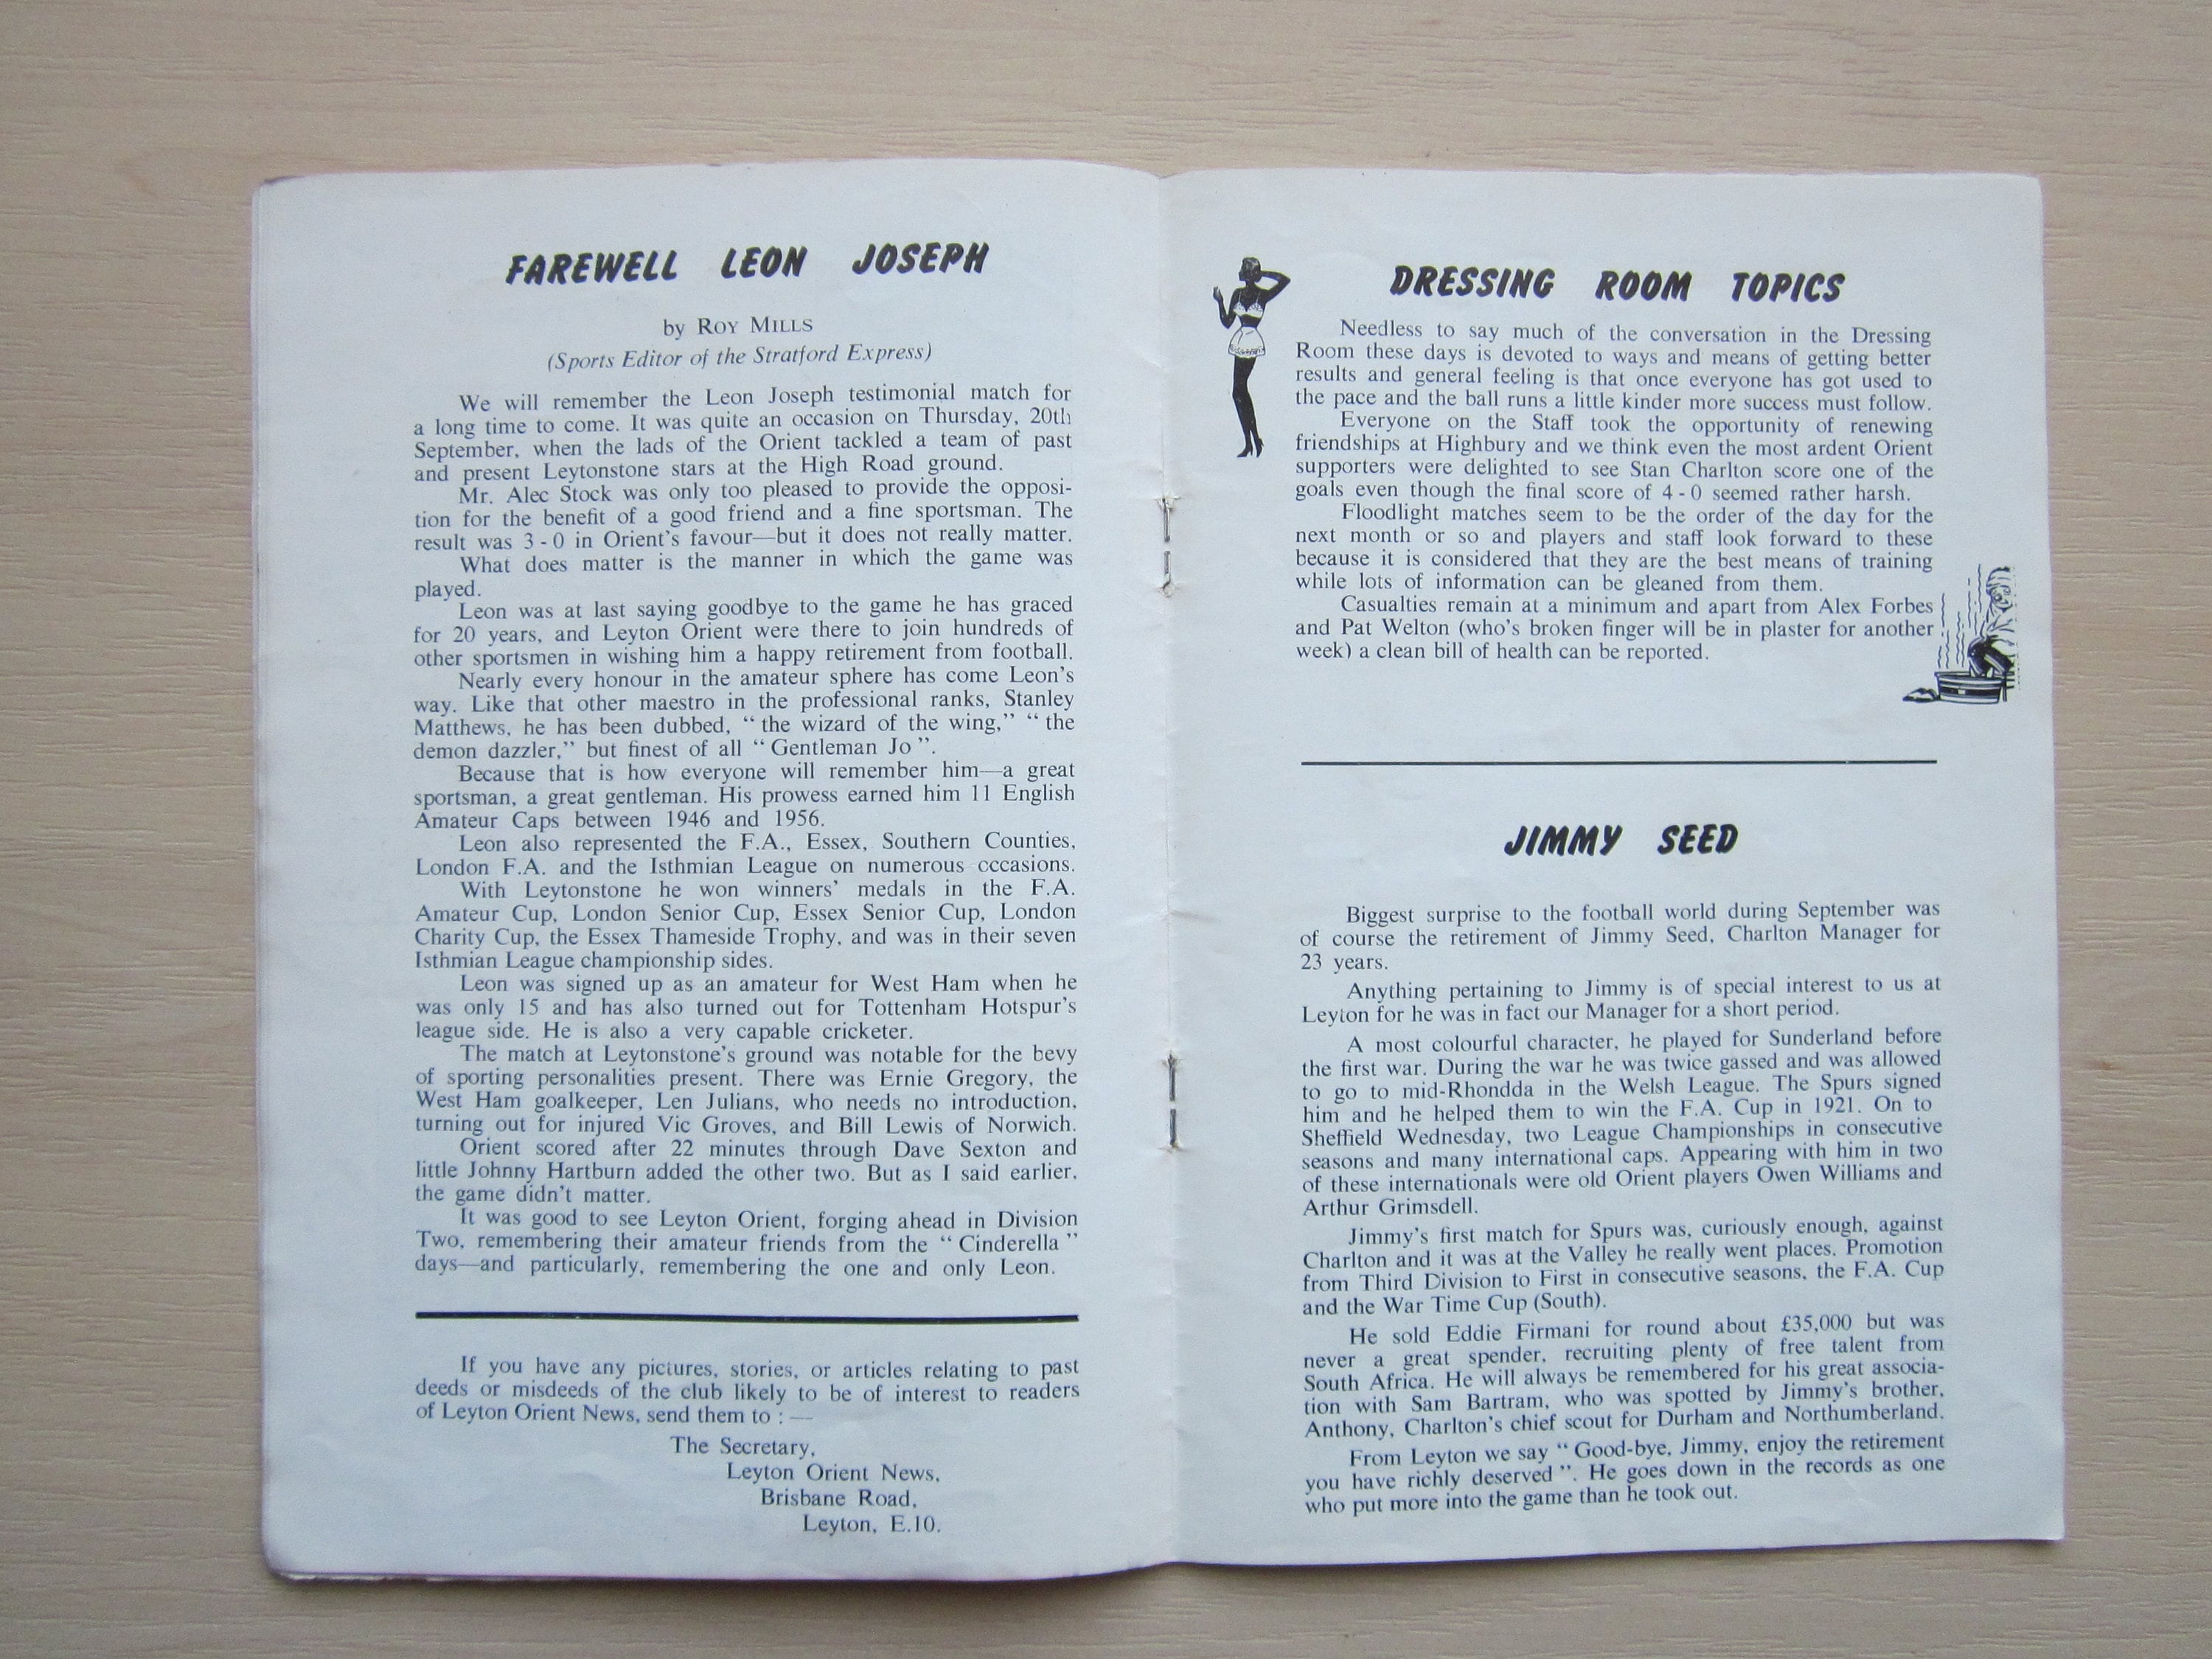 FAREWELL LEON JOSEPH
by ROY MILLS
(Sports Editor of the Stratford Express)
We will remember the Leon Joseph testimonial match for
a long time to come. It was quite an occasion on Thursday, 20th
September, when the lads of the Orient tackled a team of past
and present Leytonstone stars at the High Road ground.
Mr. Alec Stock was only too pleased to provide the opposi-
tion for the benefit of a good friend and a fine sportsman. The
result was 3 - 0 in Orient's favour—but it does not really matter.
What does matter is the manner in which the game was
played.
Leon was at last saying goodbye to the game he has graced
for 20 years, and Leyton Orient were there to join hundreds of
other sportsmen in wishing him a happy retirement from football.
Nearly every honour in the amateur sphere has come Leon's
way. Like that other maestro in the professional ranks, Stanley
Matthews, he has been dubbed, “ the wizard of the wing,” “ the
demon dazzler,” but finest of all “ Gentleman Jo ”.
Because that is how everyone will remember him—a great
sportsman, a great gentleman. His prowess earned him 11 English
Amateur Caps between 1946 and 1956.
Leon also represented the F.A., Essex, Southern Counties,
London F.A. and the Isthmian League on numerous cccasions.
With Leytonstone he won winners' medals in the F.A.
Amateur Cup, London Senior Cup, Essex Senior Cup, London
Charity Cup, the Essex Thameside Trophy, and was in their seven
Isthmian League championship sides.
Leon was signed up as an amateur for West Ham when he
was only 15 and has also turned out for Tottenham Hotspur's
league side. He is also a very capable cricketer.
The match at Leytonstone's ground was notable for the bevy
of sporting personalities present. There was Ernie Gregory, the
West Ham goalkeeper, Len Julians, who needs no introduction,
turning out for injured Vic Groves, and Bill Lewis of Norwich.
Orient scored after 22 minutes through Dave Sexton and
little Johnny Hartburn added the other two. But as I said earlier,
the game didn't matter.
It was good to see Leyton Orient, forging ahead in Division
Two, remembering their amateur friends from the “ Cinderella ”
days—and particularly, remembering the one and only Leon.
If you have any pictures, stories, or articles relating to past
deeds or misdeeds of the club likely to be of interest to readers
of Leyton Orient News, send them to : —
The Secretary,
Leyton Orient News,
Brisbane Road,
Leyton, E.10.
DRESSING ROOM TOPICS
Needless to say much of the conversation in the Dressing
Room these days is devoted to ways and means of getting better
results and general feeling is that once everyone has got used to
the pace and the ball runs a little kinder more success must follow.
Everyone on the Staff took the opportunity of renewing
friendships at Highbury and we think even the most ardent Orient
supporters were delighted to see Stan Charlton score one of the
goals even though the final score of 4 - 0 seemed rather harsh.
Floodlight matches seem to be the order of the day for the
next month or so and players and staff look forward to these
because it is considered that they are the best means of training
while lots of information can be gleaned from them.
Casualties remain at a minimum and apart from Alex Forbes
and Pat Welton (who's broken finger will be in plaster for another
week) a clean bill of health can be reported.
JIMMY SEED
Biggest surprise to the football world during September was
of course the retirement of Jimmy Seed, Charlton Manager for
23 years.
Anything pertaining to Jimmy is of special interest to us at
Leyton for he was in fact our Manager for a short period.
A most colourful character, he played for Sunderland before
the first war. During the war he was twice gassed and was allowed
to go to mid-Rhondda in the Welsh League. The Spurs signed
him and he helped them to win the F.A. Cup in 1921. On to
Sheffield Wednesday, two League Championships in consecutive
seasons and many international caps. Appearing with him in two
of these internationals were old Orient players Owen Williams and
Arthur Grimsdell.
Jimmy's first match for Spurs was, curiously enough, against
Charlton and it was at the Valley he really went places. Promotion
from Third Division to First in consecutive seasons, the F.A. Cup
and the War Time Cup (South).
He sold Eddie Firmani for round about £35,000 but was
never a great spender, recruiting plenty of free talent from
South Africa. He will always be remembered for his great associa-
tion with Sam Bartram, who was spotted by Jimmy's brother,
Anthony, Charlton's chief scout for Durham and Northumberland.
From Leyton we say “ Good-bye, Jimmy, enjoy the retirement
you have richly deserved ”. He goes down in the records as one
who put more into the game than he took out.